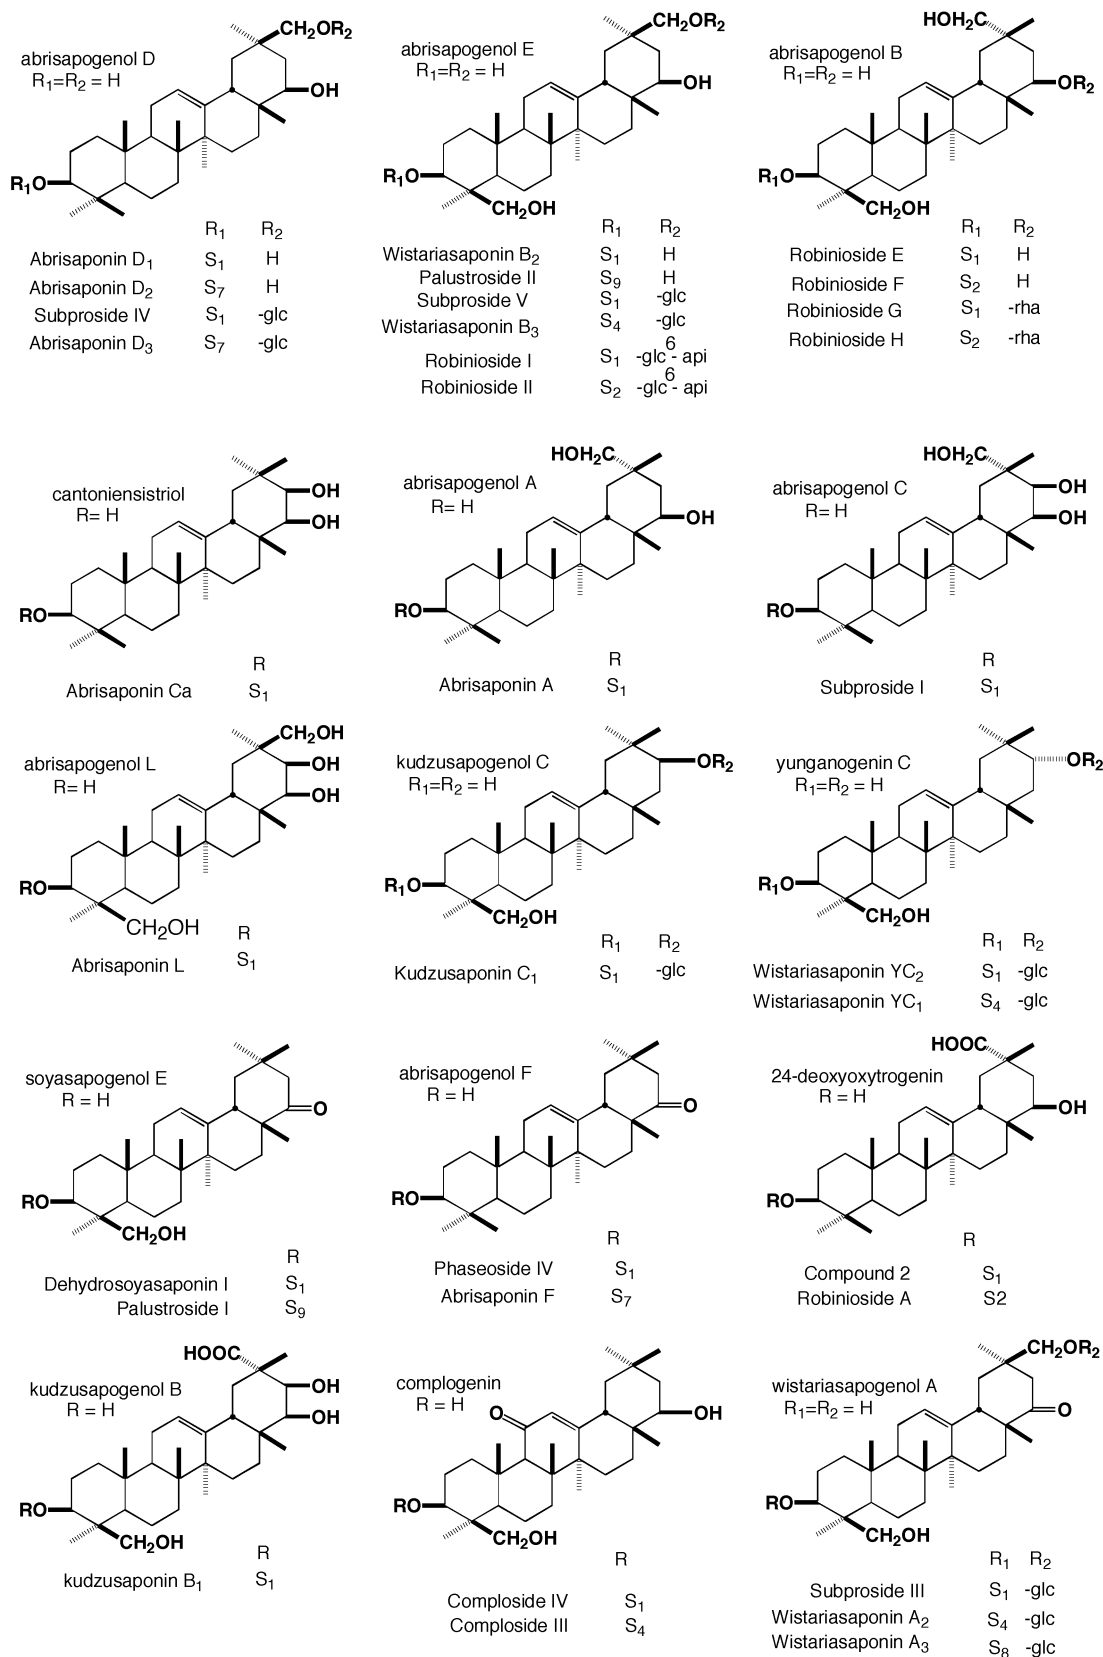 abrisapogenol D
R1=R2 = H
CH2OR2
OH
R1O
R1 R2
Abrisaponin D1 S1 H
Abrisaponin D2 S7 H
Subproside IV S1 -glc
Abrisaponin D3 S7 -glc
abrisapogenol E
R1=R2 = H
CH2OR2
OH
R1O
CH2OH
R1 R2
Wistariasaponin B2 S1 H
Palustroside II S9 H
Subproside V S1 -glc
Wistariasaponin B3 S4 -glc
Robinioside I S1 -glc6- api
Robinioside II S2 -glc6- api
HOH2C
abrisapogenol B
R1=R2 = H
OR2
R1O
CH2OH
R1 R2
Robinioside E S1 H
Robinioside F S2 H
Robinioside G S1 -rha
Robinioside H S2 -rha
cantoniensistriol
R= H
OH
OH
RO
R
Abrisaponin Ca S1
HOH2C
abrisapogenol A
R= H
OH
RO
R
Abrisaponin A S1
HOH2C
abrisapogenol C
R= H
OH
OH
RO
R
Subproside I S1
CH2OH
abrisapogenol L
R= H
OH
OH
RO
CH2OH
R
Abrisaponin L S1
kudzusapogenol C
R1=R2 = H
OR2
R1O
CH2OH
R1 R2
Kudzusaponin C1 S1 -glc
yunganogenin C
R1=R2 = H
OR2
R1O
CH2OH
R1 R2
Wistariasaponin YC2 S1 -glc
Wistariasaponin YC1 S4 -glc
soyasapogenol E
R = H
O
RO
CH2OH
R
Dehydrosoyasaponin I S1
Palustroside I S9
abrisapogenol F
R = H
O
RO
R
Phaseoside IV S1
Abrisaponin F S7
HOOC
24-deoxyoxytrogenin
R = H
OH
RO
R
Compound 2 S1
Robinioside A S2
HOOC
kudzusapogenol B
R = H
OH
OH
RO
CH2OH
R
kudzusaponin B1 S1
complogenin
R = H
O
OH
RO
CH2OH
R
Comploside IV S1
Comploside III S4
CH2OR2
wistariasapogenol A
R1=R2 = H
O
RO
CH2OH
R1 R2
Subproside III S1 -glc
Wistariasaponin A2 S4 -glc
Wistariasaponin A3 S8 -glc